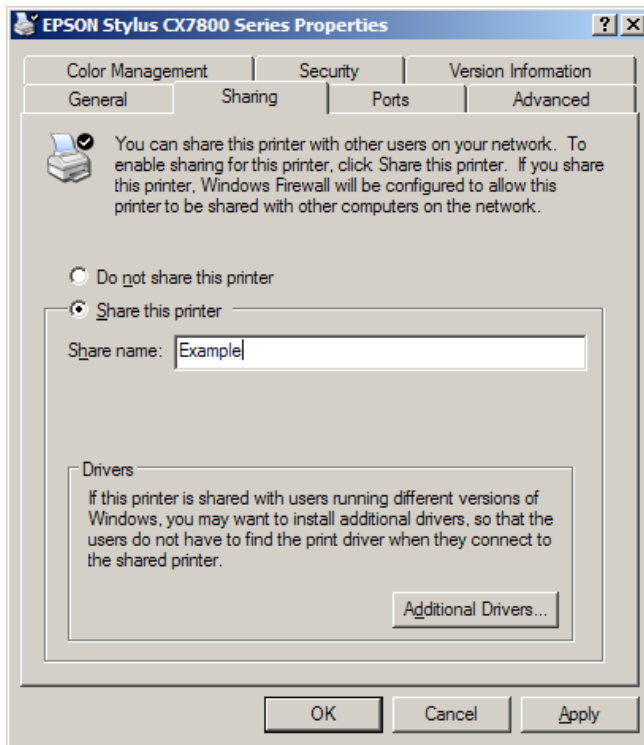 EPSON Stylus CX7800 Series Properties
Color Management Security Version Information
General Sharing Ports Advanced
You can share this printer with other users on your network. To
enable sharing for this printer, click Share this printer. If you share
this printer, Windows Firewall will be configured to allow this
printer to be shared with other computers on the network.
Do not share this printer
Share this printer
Share name: Example
Drivers
If this printer is shared with users running different versions of
Windows, you may want to install additional drivers, so that the
users do not have to find the print driver when they connect to
the shared printer.
Additional Drivers...
OK Cancel Apply